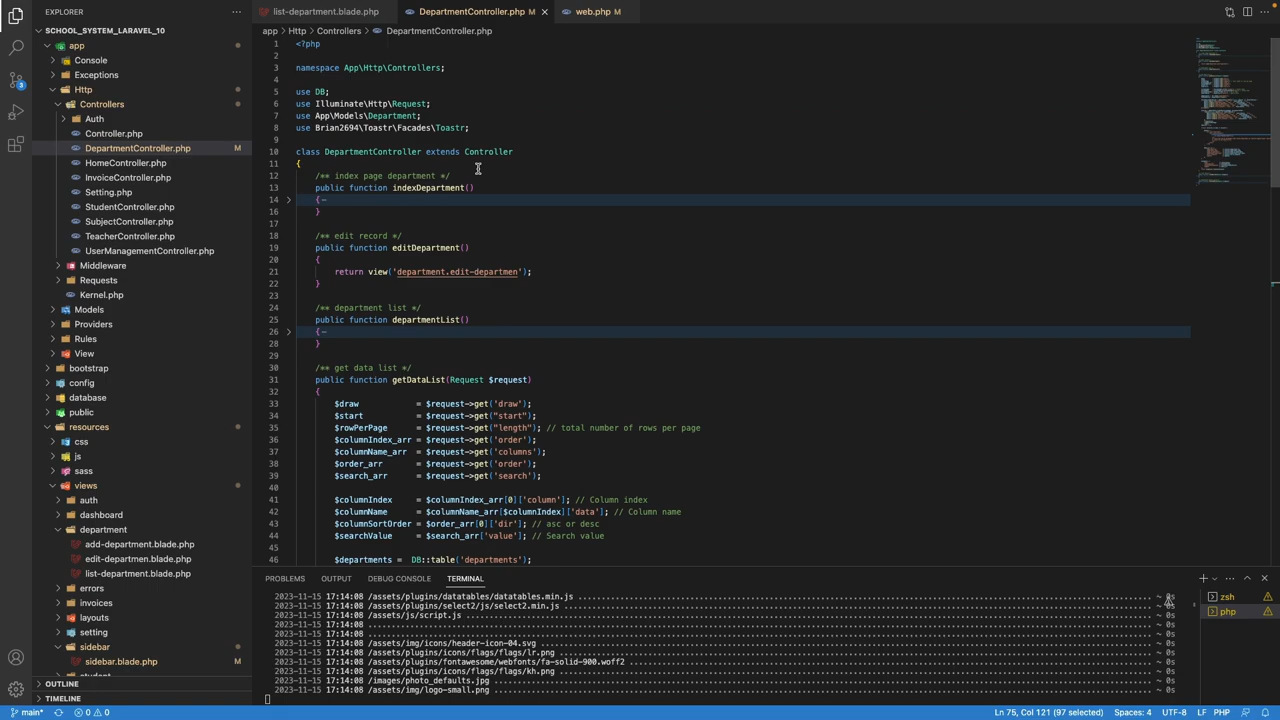 EXPLORER
SCHOOL_SYSTEM_LARAVEL_10
app
Console
Exceptions
Http
Controllers
Auth
Controller.php
DepartmentController.php M
HomeController.php
InvoiceController.php
Setting.php
StudentController.php
SubjectController.php
TeacherController.php
UserManagementController.php
Middleware
Requests
Kernel.php
Models
Providers
Rules
View
bootstrap
config
database
public
resources
css
js
sass
views
auth
dashboard
department
add-department.blade.php
edit-departmen.blade.php
list-department.blade.php
errors
invoices
layouts
setting
sidebar
sidebar.blade.php M
OUTLINE
TIMELINE
3
list-department.blade.php
DepartmentController.php M
web.php M
app > Http > Controllers > DepartmentController.php
1 <?php
2
3 namespace App\Http\Controllers;
4
5 use DB;
6 use Illuminate\Http\Request;
7 use App\Models\Department;
8 use Brian2694\Toastr\Facades\Toastr;
9
10 class DepartmentController extends Controller
11 {
12 /** index page department */
13 public function indexDepartment()
14 {
16 }
17
18 /** edit record */
19 public function editDepartment()
20 {
21 return view('department.edit-departmen');
22 }
23
24 /** department list */
25 public function departmentList()
26 {
28 }
29
30 /** get data list */
31 public function getDataList(Request $request)
32 {
33 $draw = $request->get('draw');
34 $start = $request->get("start");
35 $rowPerPage = $request->get("length"); // total number of rows per page
36 $columnIndex_arr = $request->get('order');
37 $columnName_arr = $request->get('columns');
38 $order_arr = $request->get('order');
39 $search_arr = $request->get('search');
40
41 $columnIndex = $columnIndex_arr[0]['column']; // Column index
42 $columnName = $columnName_arr[$columnIndex]['data']; // Column name
43 $columnSortOrder = $order_arr[0]['dir']; // asc or desc
44 $searchValue = $search_arr['value']; // Search value
45
46 $departments = DB::table('departments');
PROBLEMS OUTPUT DEBUG CONSOLE TERMINAL
2023-11-15 17:14:08 /assets/plugins/datatables/datatables.min.js ~ 0s
2023-11-15 17:14:08 /assets/plugins/select2/js/select2.min.js ~ 0s
2023-11-15 17:14:08 /assets/js/script.js ~ 0s
2023-11-15 17:14:08 ~ 0s
2023-11-15 17:14:08 ~ 0s
2023-11-15 17:14:08 /assets/img/icons/header-icon-04.svg ~ 0s
2023-11-15 17:14:08 /assets/plugins/icons/flags/flags/lr.png ~ 0s
2023-11-15 17:14:08 /assets/plugins/fontawesome/webfonts/fa-solid-900.woff2 ~ 0s
2023-11-15 17:14:08 /assets/plugins/icons/flags/flags/kh.png ~ 0s
2023-11-15 17:14:08 /images/photo_defaults.jpg ~ 0s
2023-11-15 17:14:08 /assets/img/logo-small.png ~ 0s
zsh
php
main* 0 0 Ln 75, Col 121 (97 selected) Spaces: 4 UTF-8 LF PHP